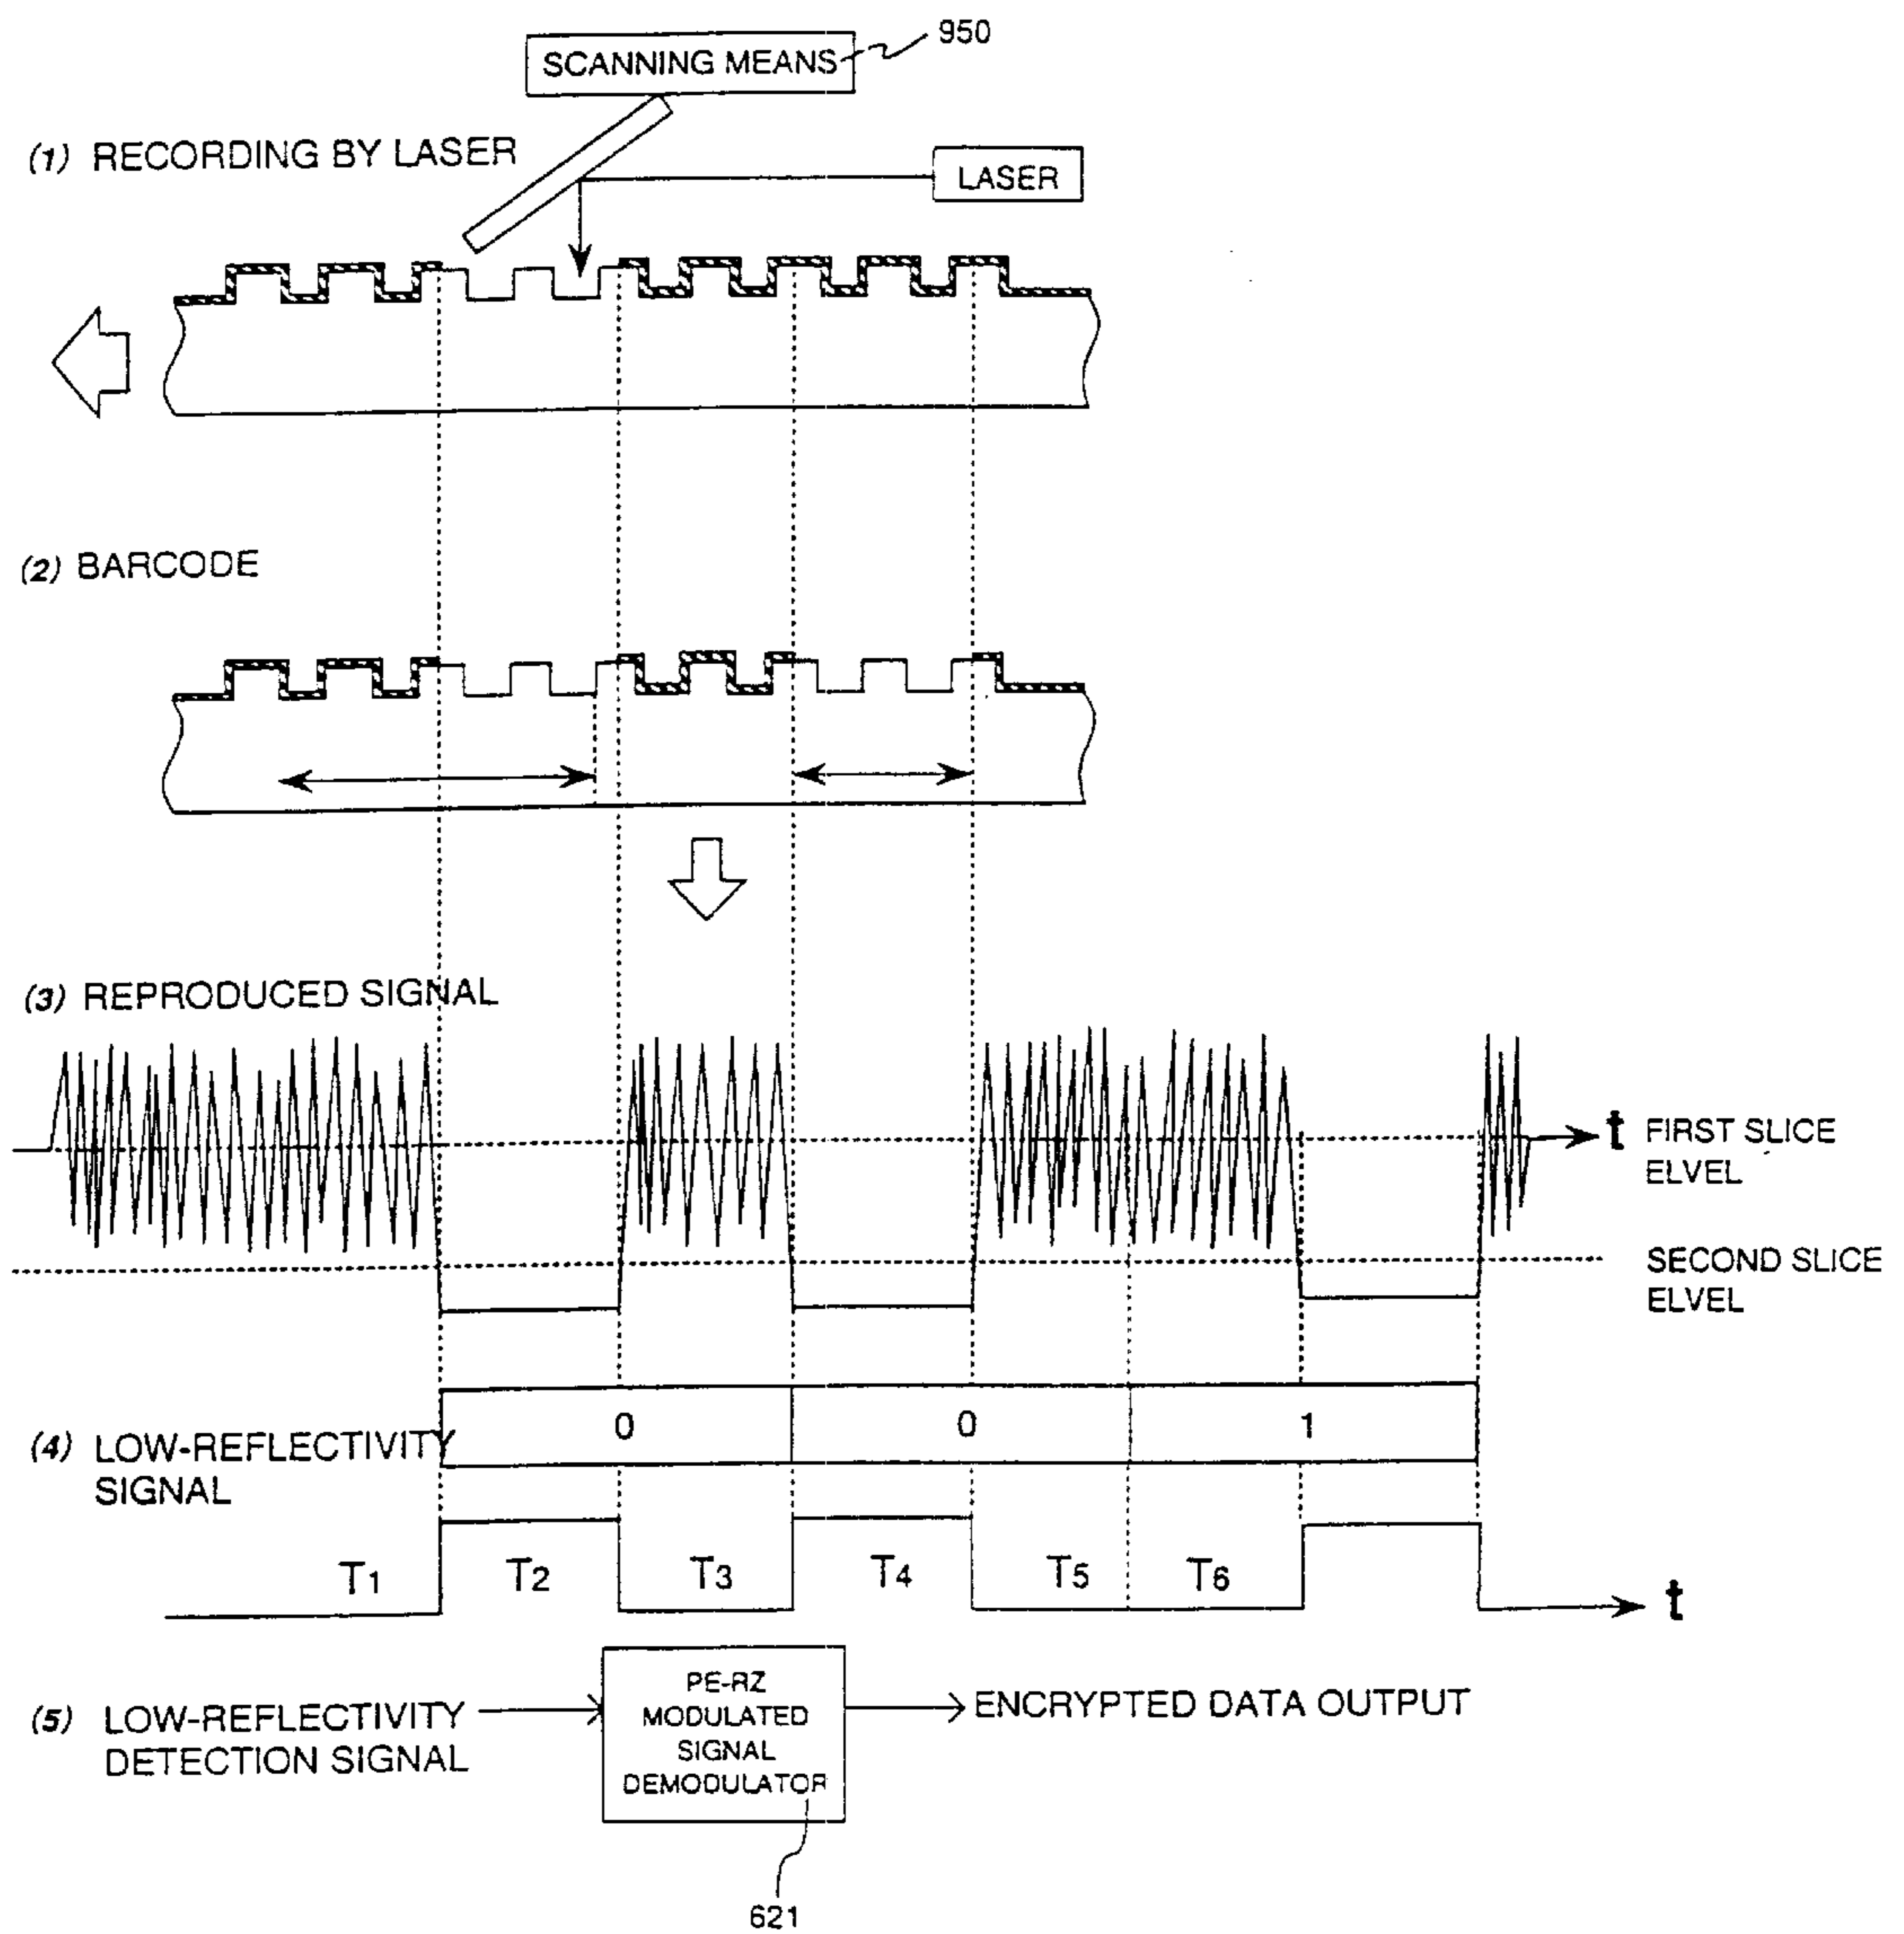 950
SCANNING MEANS
(1) RECORDING BY LASER
LASER
(2) BARCODE
(3) REPRODUCED SIGNAL
t FIRST SLICE
ELVEL
SECOND SLICE
ELVEL
0 0 1
(4) LOW-REFLECTIVITY
SIGNAL
T1 T2 T3 T4 T5 T6
t
PE-RZ
MODULATED
SIGNAL
DEMODULATOR
(5) LOW-REFLECTIVITY
DETECTION SIGNAL
ENCRYPTED DATA OUTPUT
621